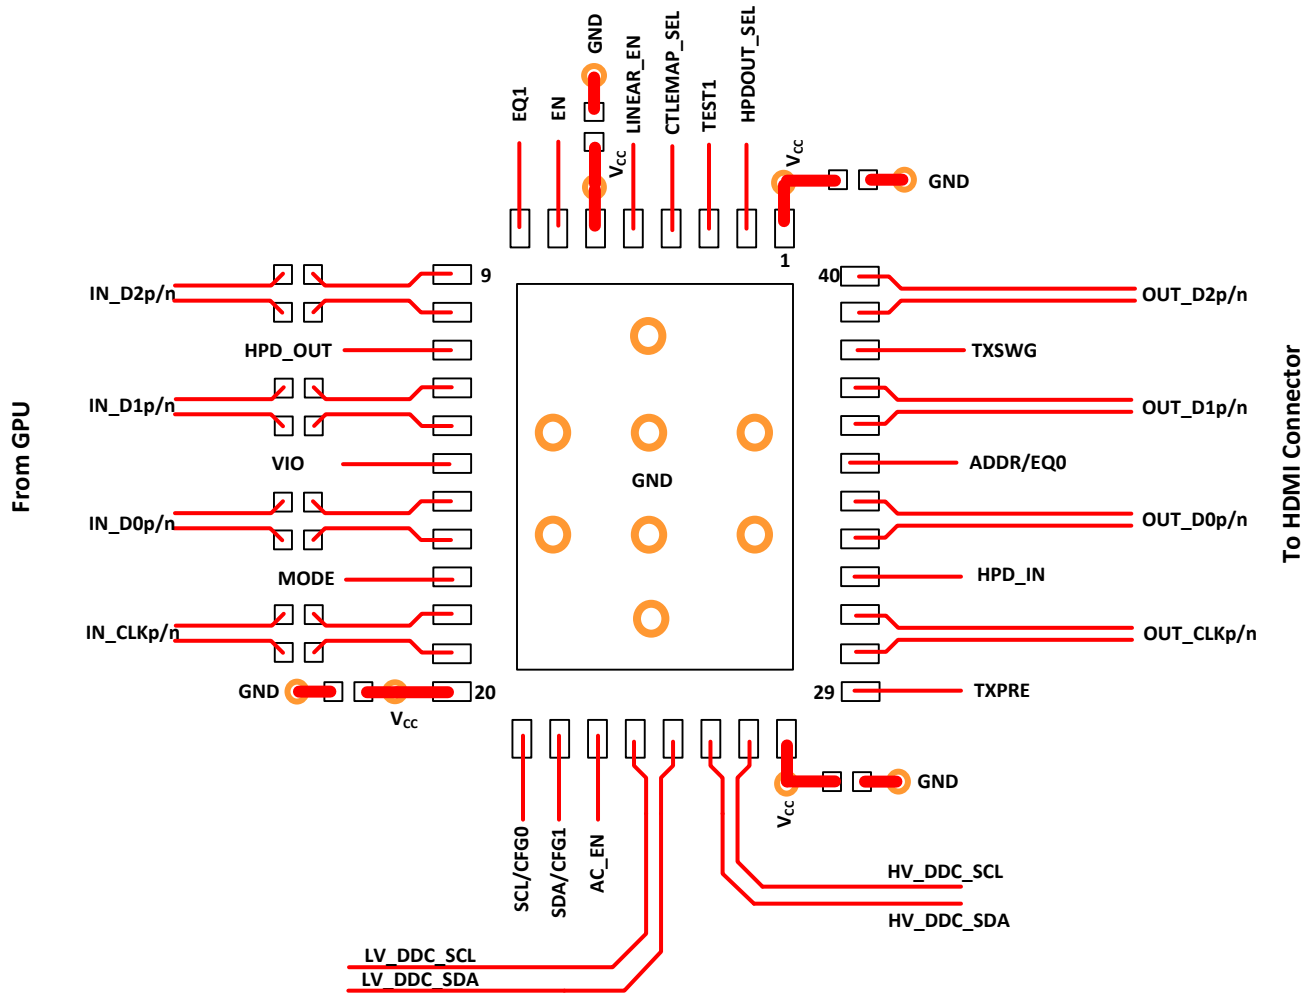 GND
EQ1
EN
LINEAR_EN
CTLEMAP_SEL
TEST1
HPDOUT_SEL
VCC
VCC
GND
1
9
40
IN_D2p/n
OUT_D2p/n
HPD_OUT
TXSWG
IN_D1p/n
OUT_D1p/n
From GPU
To HDMI Connector
VIO
ADDR/EQ0
GND
IN_D0p/n
OUT_D0p/n
MODE
HPD_IN
IN_CLKp/n
OUT_CLKp/n
GND
20
29
TXPRE
VCC
GND
VCC
SCL/CFG0
SDA/CFG1
AC_EN
HV_DDC_SCL
HV_DDC_SDA
LV_DDC_SCL
LV_DDC_SDA